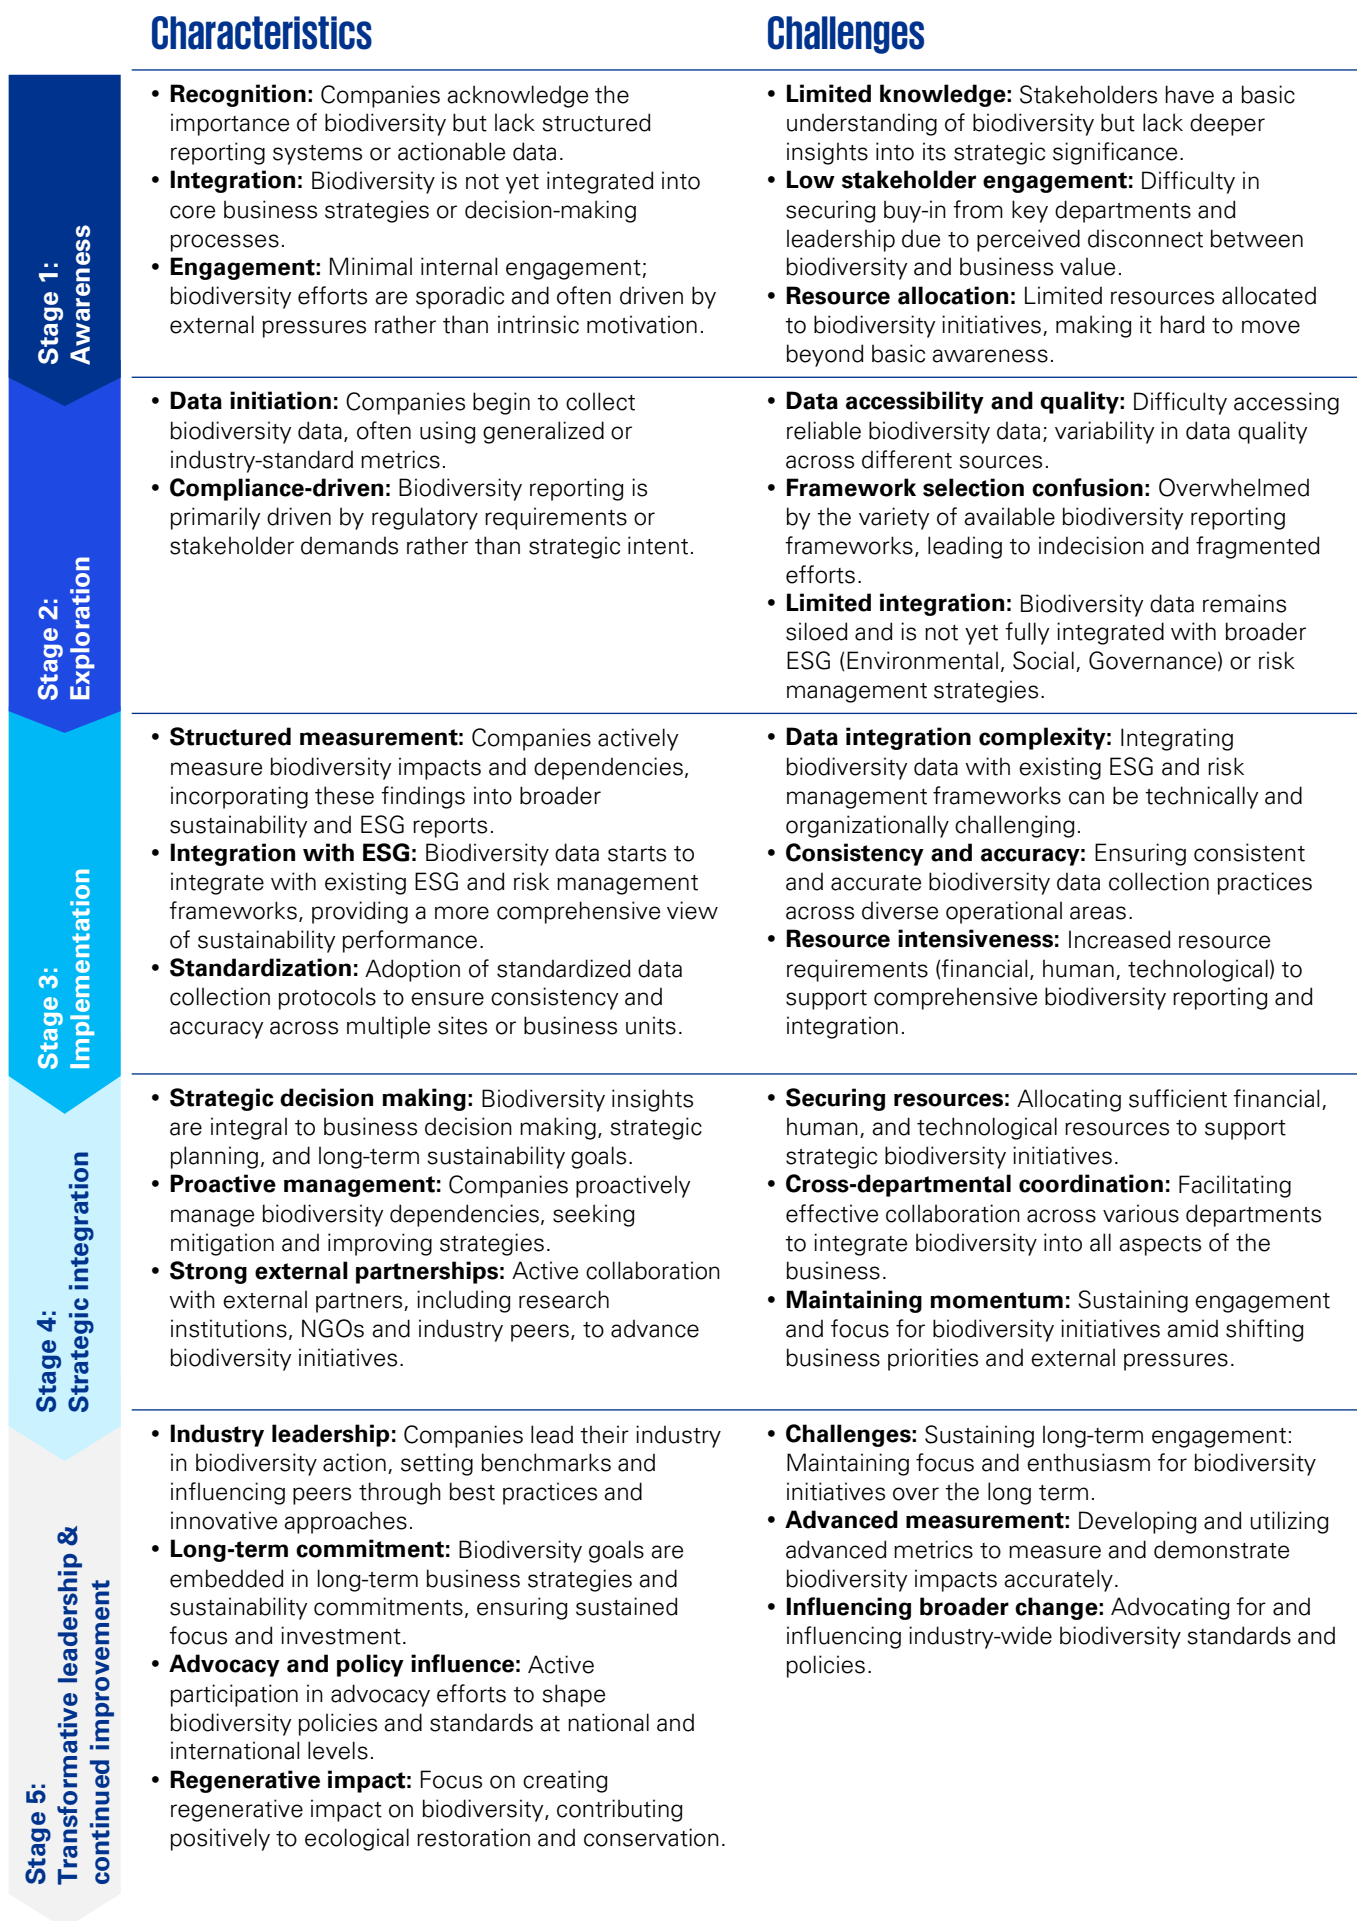 Characteristics
Challenges
Stage 1:
Awareness
• Recognition: Companies acknowledge the
importance of biodiversity but lack structured
reporting systems or actionable data.
• Integration: Biodiversity is not yet integrated into
core business strategies or decision-making
processes.
• Engagement: Minimal internal engagement;
biodiversity efforts are sporadic and often driven by
external pressures rather than intrinsic motivation.
• Limited knowledge: Stakeholders have a basic
understanding of biodiversity but lack deeper
insights into its strategic significance.
• Low stakeholder engagement: Difficulty in
securing buy-in from key departments and
leadership due to perceived disconnect between
biodiversity and business value.
• Resource allocation: Limited resources allocated
to biodiversity initiatives, making it hard to move
beyond basic awareness.
Stage 2:
Exploration
• Data initiation: Companies begin to collect
biodiversity data, often using generalized or
industry-standard metrics.
• Compliance-driven: Biodiversity reporting is
primarily driven by regulatory requirements or
stakeholder demands rather than strategic intent.
• Data accessibility and quality: Difficulty accessing
reliable biodiversity data; variability in data quality
across different sources.
• Framework selection confusion: Overwhelmed
by the variety of available biodiversity reporting
frameworks, leading to indecision and fragmented
efforts.
• Limited integration: Biodiversity data remains
siloed and is not yet fully integrated with broader
ESG (Environmental, Social, Governance) or risk
management strategies.
Stage 3:
Implementation
• Structured measurement: Companies actively
measure biodiversity impacts and dependencies,
incorporating these findings into broader
sustainability and ESG reports.
• Integration with ESG: Biodiversity data starts to
integrate with existing ESG and risk management
frameworks, providing a more comprehensive view
of sustainability performance.
• Standardization: Adoption of standardized data
collection protocols to ensure consistency and
accuracy across multiple sites or business units.
• Data integration complexity: Integrating
biodiversity data with existing ESG and risk
management frameworks can be technically and
organizationally challenging.
• Consistency and accuracy: Ensuring consistent
and accurate biodiversity data collection practices
across diverse operational areas.
• Resource intensiveness: Increased resource
requirements (financial, human, technological) to
support comprehensive biodiversity reporting and
integration.
Stage 4:
Strategic integration
• Strategic decision making: Biodiversity insights
are integral to business decision making, strategic
planning, and long-term sustainability goals.
• Proactive management: Companies proactively
manage biodiversity dependencies, seeking
mitigation and improving strategies.
• Strong external partnerships: Active collaboration
with external partners, including research
institutions, NGOs and industry peers, to advance
biodiversity initiatives.
• Securing resources: Allocating sufficient financial,
human, and technological resources to support
strategic biodiversity initiatives.
• Cross-departmental coordination: Facilitating
effective collaboration across various departments
to integrate biodiversity into all aspects of the
business.
• Maintaining momentum: Sustaining engagement
and focus for biodiversity initiatives amid shifting
business priorities and external pressures.
Stage 5:
Transformative leadership &
continued improvement
• Industry leadership: Companies lead their industry
in biodiversity action, setting benchmarks and
influencing peers through best practices and
innovative approaches.
• Long-term commitment: Biodiversity goals are
embedded in long-term business strategies and
sustainability commitments, ensuring sustained
focus and investment.
• Advocacy and policy influence: Active
participation in advocacy efforts to shape
biodiversity policies and standards at national and
international levels.
• Regenerative impact: Focus on creating
regenerative impact on biodiversity, contributing
positively to ecological restoration and conservation.
• Challenges: Sustaining long-term engagement:
Maintaining focus and enthusiasm for biodiversity
initiatives over the long term.
• Advanced measurement: Developing and utilizing
advanced metrics to measure and demonstrate
biodiversity impacts accurately.
• Influencing broader change: Advocating for and
influencing industry-wide biodiversity standards and
policies.